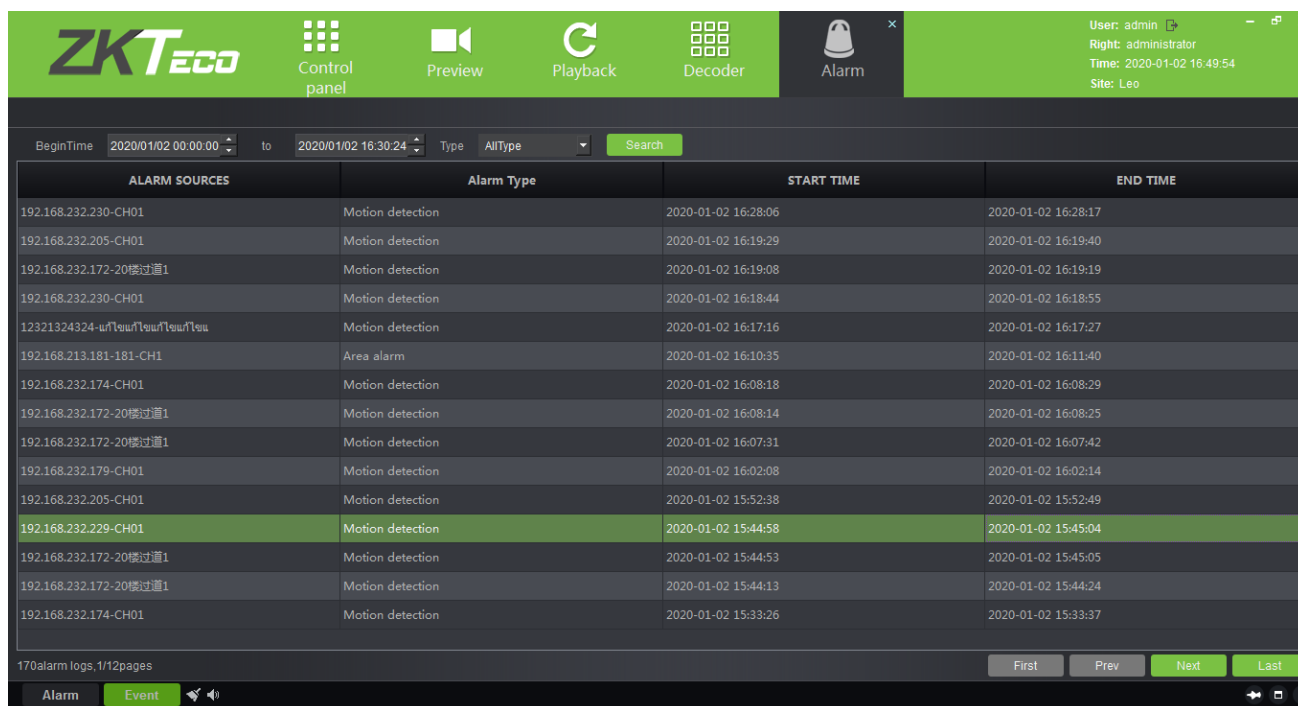 ZKTECO
Control panel
Preview
Playback
Decoder
Alarm
User: admin
Right: administrator
Time: 2020-01-02 16:49:54
Site: Leo
BeginTime 2020/01/02 00:00:00 to 2020/01/02 16:30:24 Type AllType Search
ALARM SOURCES Alarm Type START TIME END TIME
192.168.232.230-CH01 Motion detection 2020-01-02 16:28:06 2020-01-02 16:28:17
192.168.232.205-CH01 Motion detection 2020-01-02 16:19:29 2020-01-02 16:19:40
192.168.232.172-20楼过道1 Motion detection 2020-01-02 16:19:08 2020-01-02 16:19:19
192.168.232.230-CH01 Motion detection 2020-01-02 16:18:44 2020-01-02 16:18:55
12321324324-แก้ไขแก้ไขแก้ไขแก้ไขแ Motion detection 2020-01-02 16:17:16 2020-01-02 16:17:27
192.168.213.181-181-CH1 Area alarm 2020-01-02 16:10:35 2020-01-02 16:11:40
192.168.232.174-CH01 Motion detection 2020-01-02 16:08:18 2020-01-02 16:08:29
192.168.232.172-20楼过道1 Motion detection 2020-01-02 16:08:14 2020-01-02 16:08:25
192.168.232.172-20楼过道1 Motion detection 2020-01-02 16:07:31 2020-01-02 16:07:42
192.168.232.179-CH01 Motion detection 2020-01-02 16:02:08 2020-01-02 16:02:14
192.168.232.205-CH01 Motion detection 2020-01-02 15:52:38 2020-01-02 15:52:49
192.168.232.229-CH01 Motion detection 2020-01-02 15:44:58 2020-01-02 15:45:04
192.168.232.172-20楼过道1 Motion detection 2020-01-02 15:44:53 2020-01-02 15:45:05
192.168.232.172-20楼过道1 Motion detection 2020-01-02 15:44:13 2020-01-02 15:44:24
192.168.232.174-CH01 Motion detection 2020-01-02 15:33:26 2020-01-02 15:33:37
170alarm logs,1/12pages First Prev Next Last
Alarm Event